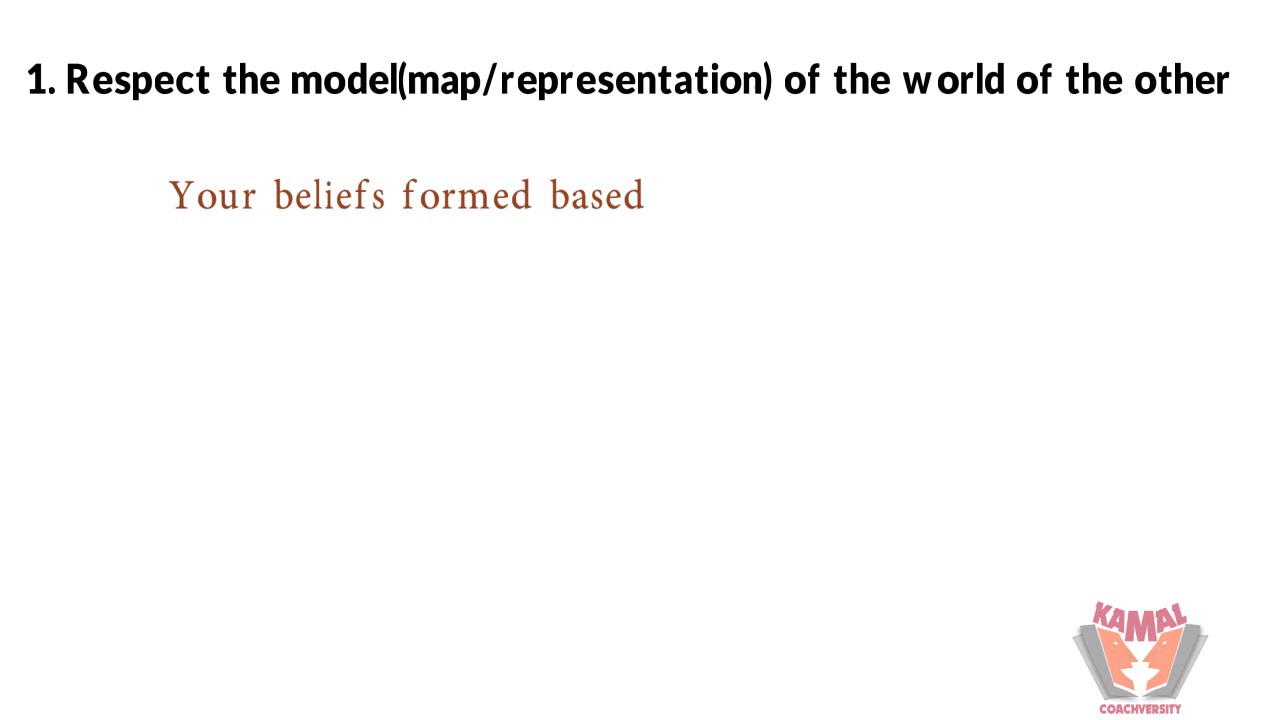 1. Respect the model(map/representation) of the world of the other
Your beliefs formed based
KAMAL
COACHVERSITY